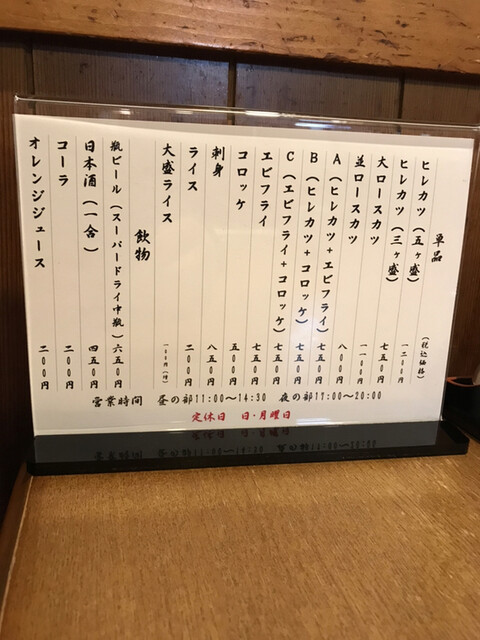 単品 (税込価格)
ヒレカツ(五ヶ盛) 一二〇〇円
ヒレカツ(三ヶ盛) 七五〇円
大ロースカツ 一一〇〇円
並ロースカツ 八〇〇円
A(ヒレカツ+エビフライ) 七五〇円
B(ヒレカツ+コロッケ) 七五〇円
C(エビフライ+コロッケ) 七五〇円
エビフライ 七五〇円
コロッケ 五〇〇円
刺身 八五〇円
ライス 二〇〇円
大盛ライス 一〇〇円
飲物
瓶ビール(スーパードライ中瓶) 六五〇円
日本酒(一合) 四五〇円
コーラ 二〇〇円
オレンジジュース 二〇〇円
営業時間 昼の部11:00〜14:30 夜の部17:00〜20:00
定休日 日・月曜日